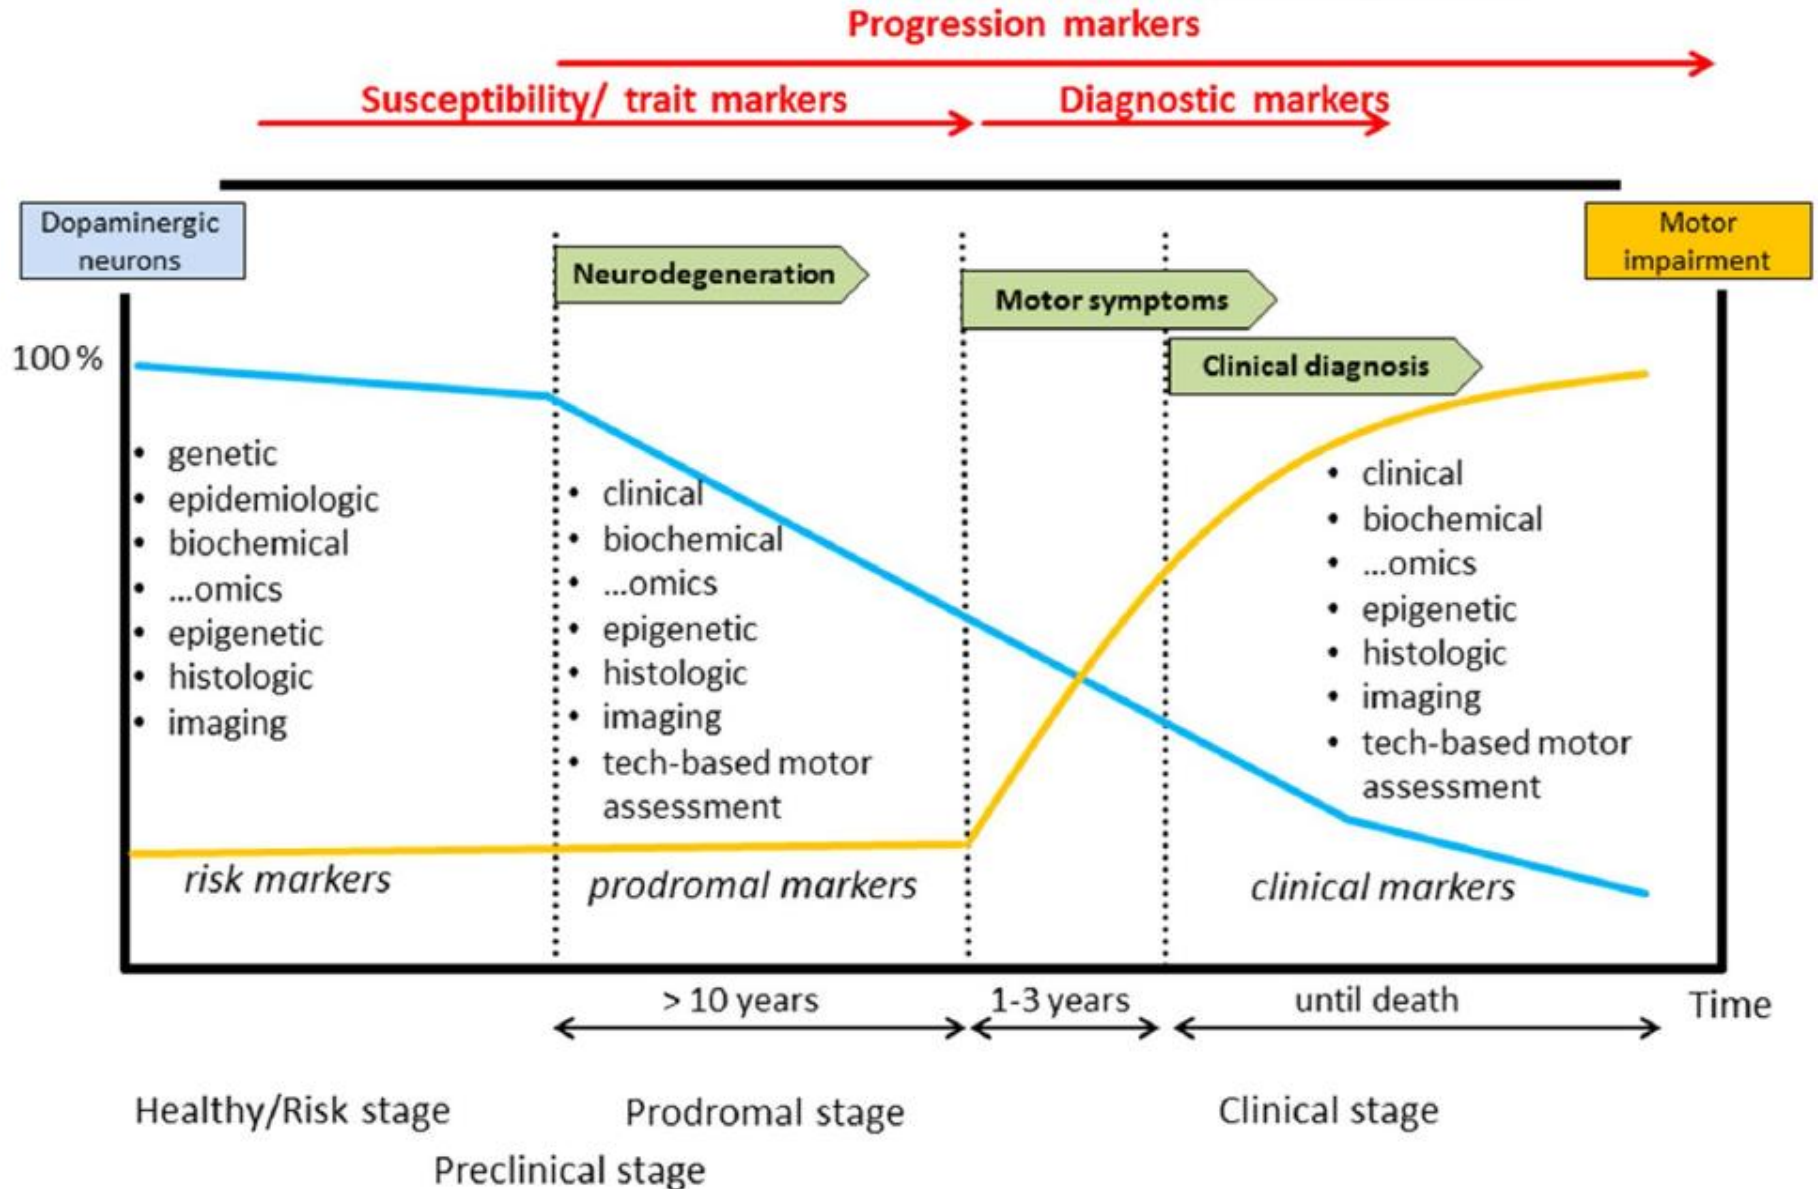 Progression markers
Susceptibility/ trait markers
Diagnostic markers
Dopaminergic
neurons
Motor
impairment
Neurodegeneration
Motor symptoms
Clinical diagnosis
100 %
• genetic
• epidemiologic
• biochemical
• ...omics
• epigenetic
• histologic
• imaging
risk markers
• clinical
• biochemical
• ...omics
• epigenetic
• histologic
• imaging
• tech-based motor
assessment
prodromal markers
• clinical
• biochemical
• ...omics
• epigenetic
• histologic
• imaging
• tech-based motor
assessment
clinical markers
> 10 years
1-3 years
until death
Time
Healthy/Risk stage
Prodromal stage
Clinical stage
Preclinical stage